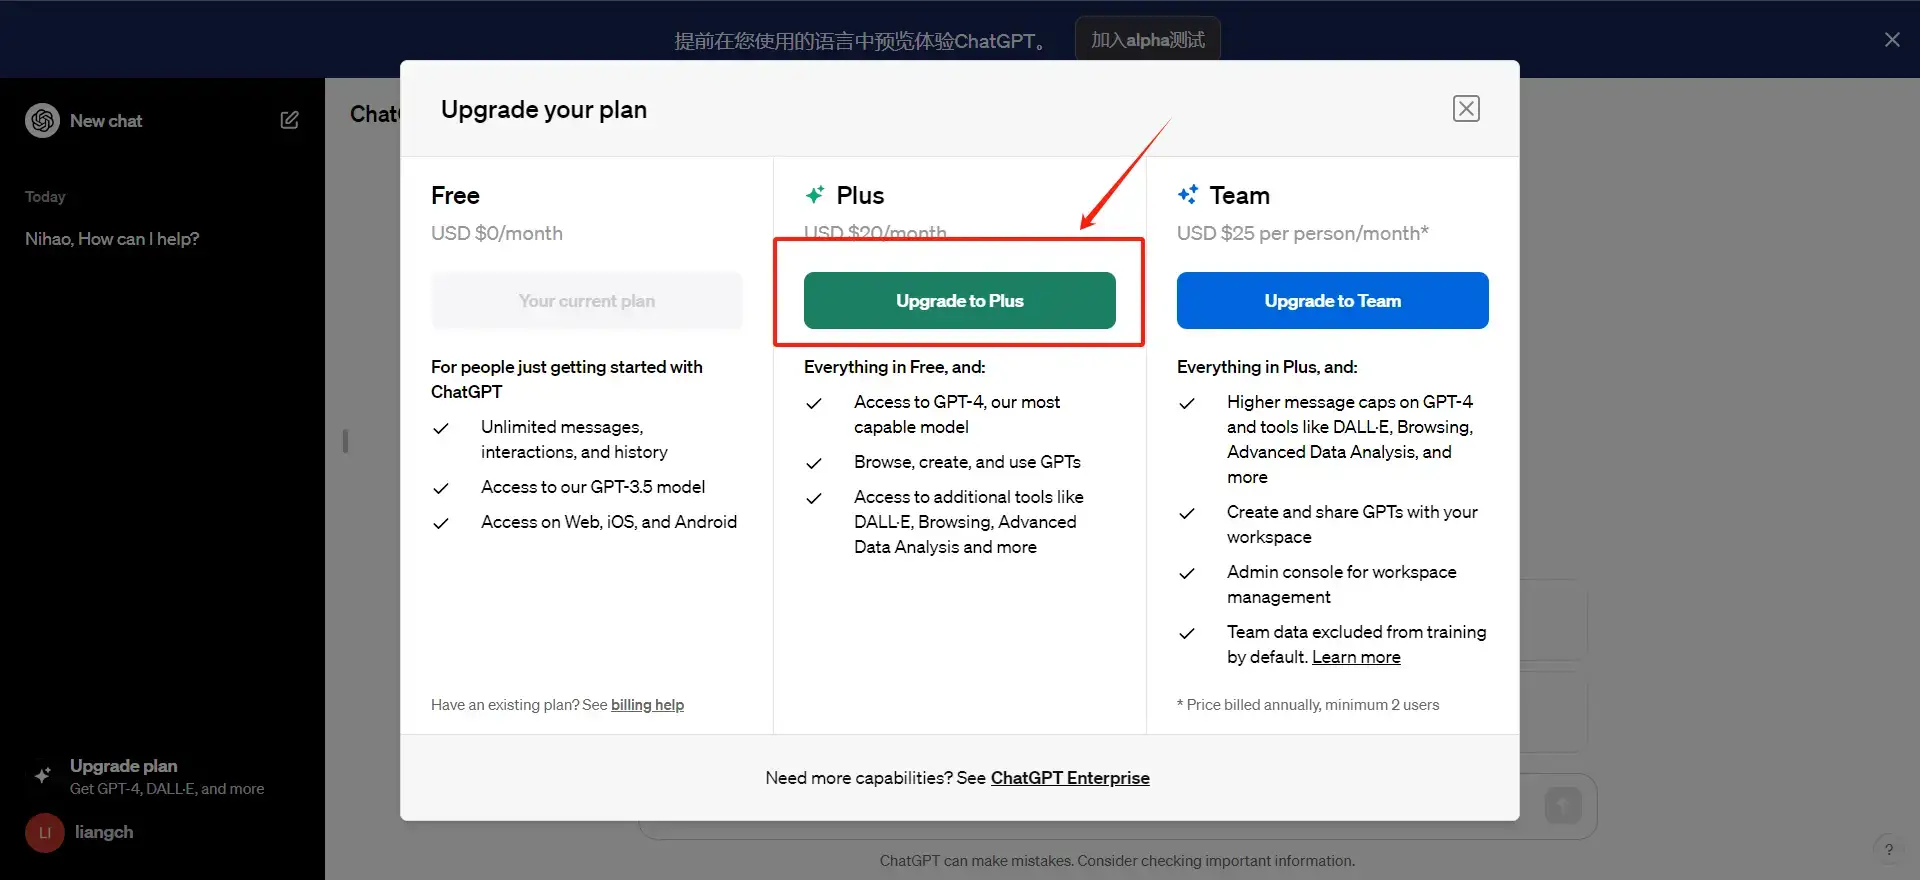 提前在您使用的语言中预览体验ChatGPT。
加入alpha测试
New chat
Today
Nihao, How can I help?
Upgrade plan
Get GPT-4, DALL·E, and more
LI
liangch
Chat
Upgrade your plan
Free
USD $0/month
Your current plan
For people just getting started with
ChatGPT
Unlimited messages,
interactions, and history
Access to our GPT-3.5 model
Access on Web, iOS, and Android
Have an existing plan? See billing help
Plus
USD $20/month
Upgrade to Plus
Everything in Free, and:
Access to GPT-4, our most
capable model
Browse, create, and use GPTs
Access to additional tools like
DALL·E, Browsing, Advanced
Data Analysis and more
Team
USD $25 per person/month*
Upgrade to Team
Everything in Plus, and:
Higher message caps on GPT-4
and tools like DALL·E, Browsing,
Advanced Data Analysis, and
more
Create and share GPTs with your
workspace
Admin console for workspace
management
Team data excluded from training
by default. Learn more
* Price billed annually, minimum 2 users
Need more capabilities? See ChatGPT Enterprise
ChatGPT can make mistakes. Consider checking important information.
?